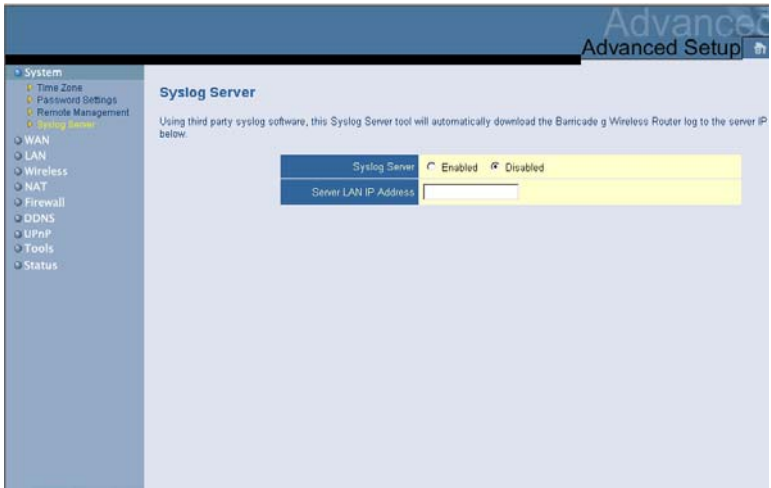 Advanced
Advanced Setup
System
Time Zone
Password Settings
Remote Management
Syslog Server
WAN
LAN
Wireless
NAT
Firewall
DDNS
UPnP
Tools
Status
Syslog Server
Using third party syslog software, this Syslog Server tool will automatically download the Barricade g Wireless Router log to the server IP
below.
Syslog Server Enabled Disabled
Server LAN IP Address